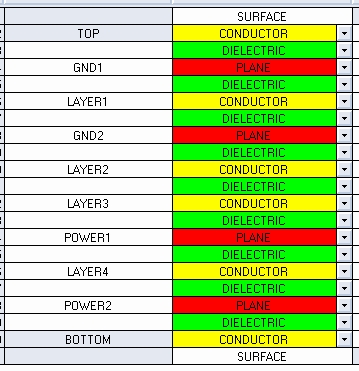 SURFACE
TOP CONDUCTOR
DIELECTRIC
GND1 PLANE
DIELECTRIC
LAYER1 CONDUCTOR
DIELECTRIC
GND2 PLANE
DIELECTRIC
LAYER2 CONDUCTOR
DIELECTRIC
LAYER3 CONDUCTOR
DIELECTRIC
POWER1 PLANE
DIELECTRIC
LAYER4 CONDUCTOR
DIELECTRIC
POWER2 PLANE
DIELECTRIC
BOTTOM CONDUCTOR
SURFACE